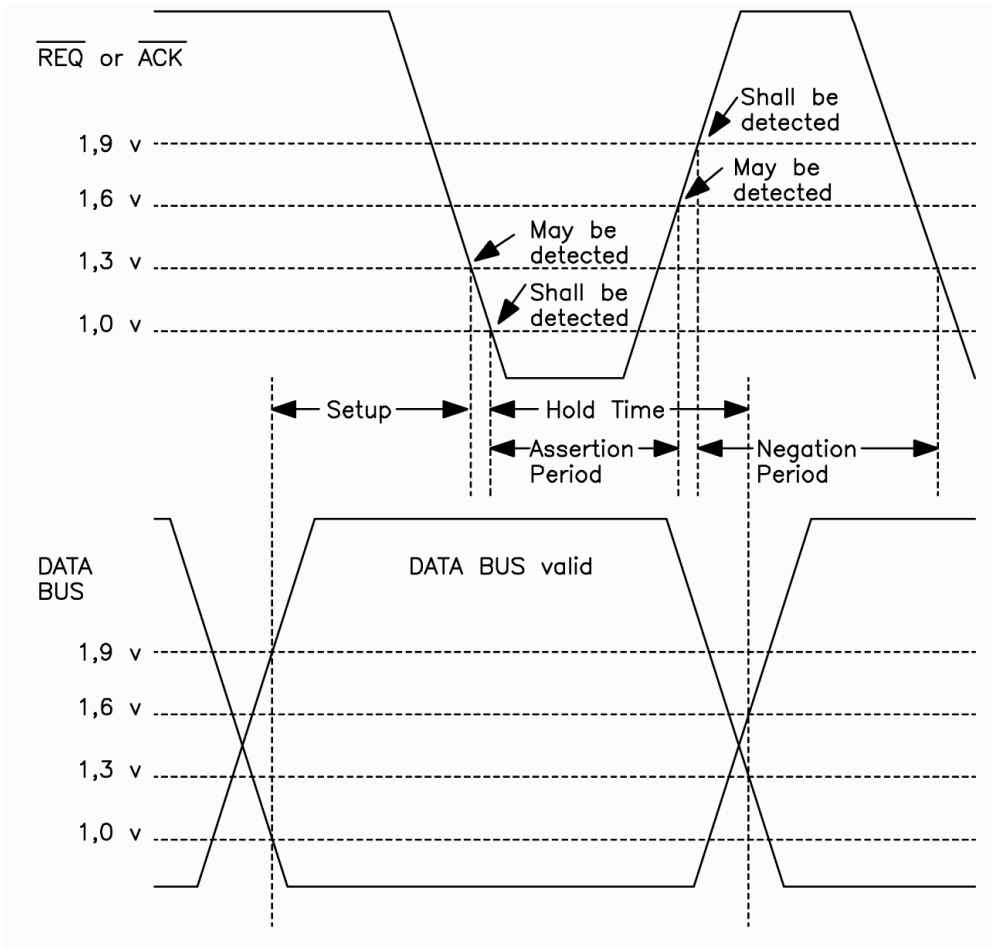 REQ or ACK
Shall be
detected
1,9 v
May be
detected
1,6 v
May be
detected
1,3 v
Shall be
detected
1,0 v
Setup
Hold Time
Assertion
Period
Negation
Period
DATA
BUS
DATA BUS valid
1,9 v
1,6 v
1,3 v
1,0 v